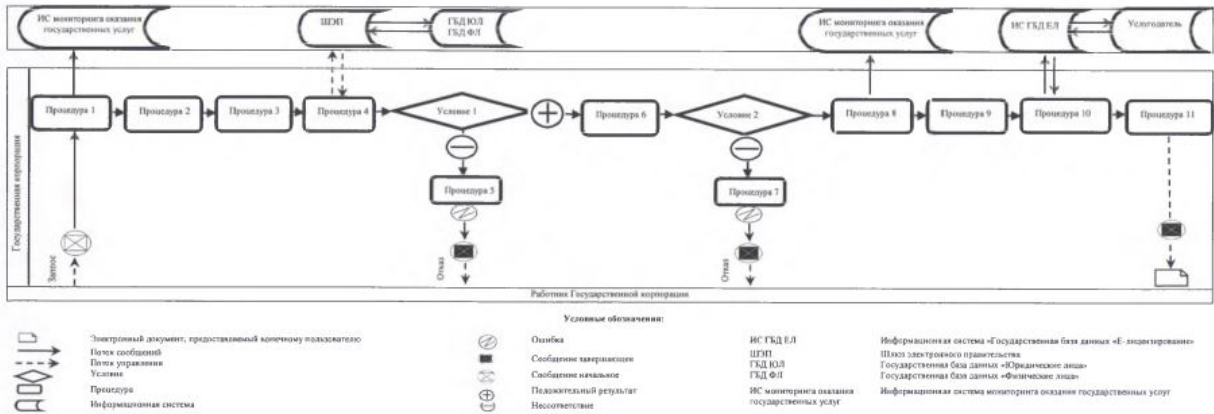 ИС мониторинга оказания
государственных услуг
ШЭП
ГБД ЮЛ
ГБД ФЛ
ИС мониторинга оказания
государственных услуг
ИС ГБД ЕЛ
Услугодатель
Государственная корпорация
Процедура 1
Процедура 2
Процедура 3
Процедура 4
Условие 1
Процедура 6
Условие 2
Процедура 8
Процедура 9
Процедура 10
Процедура 11
Процедура 5
Процедура 7
Запрос
Отказ
Отказ
Работник Государственной корпорации
Условные обозначения:
Электронный документ, предоставляемый конечному пользователю
Поток сообщений
Поток управления
Условие
Процедура
Информационная система
Ошибка
Сообщение завершающее
Сообщение начальное
Положительный результат
Несоответствие
ИС ГБД ЕЛ
Информационная система «Государственная база данных «Е-лицензирование»
ШЭП
Шлюз электронного правительства
ГБД ЮЛ
Государственная база данных «Юридические лица»
ГБД ФЛ
Государственная база данных «Физические лица»
ИС мониторинга оказания
государственных услуг
Информационная система мониторинга оказания государственных услуг